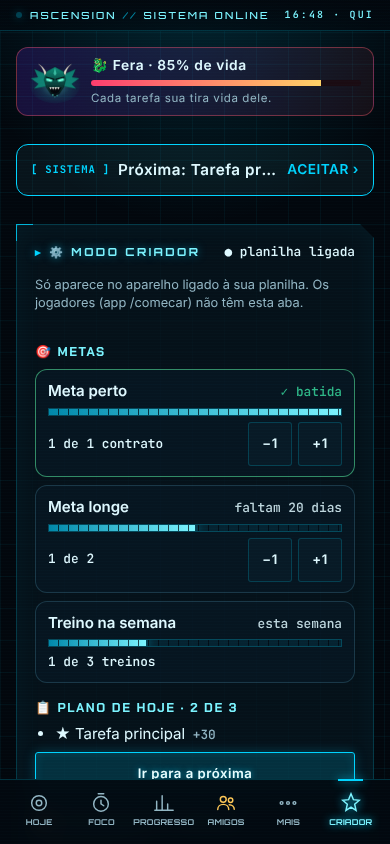 ASCENSION // SISTEMA ONLINE 16:48 · QUI
🐉 Fera · 85% de vida
Cada tarefa sua tira vida dele.
[ SISTEMA ] Próxima: Tarefa pr... ACEITAR ›
▸ ⚙️ MODO CRIADOR ● planilha ligada
Só aparece no aparelho ligado à sua planilha. Os
jogadores (app /comecar) não têm esta aba.
🎯 METAS
Meta perto ✓ batida
1 de 1 contrato −1 +1
Meta longe faltam 20 dias
1 de 2 −1 +1
Treino na semana esta semana
1 de 3 treinos
📋 PLANO DE HOJE · 2 DE 3
• ★ Tarefa principal +30
Ir para a próxima
HOJE FOCO PROGRESSO AMIGOS MAIS CRIADOR